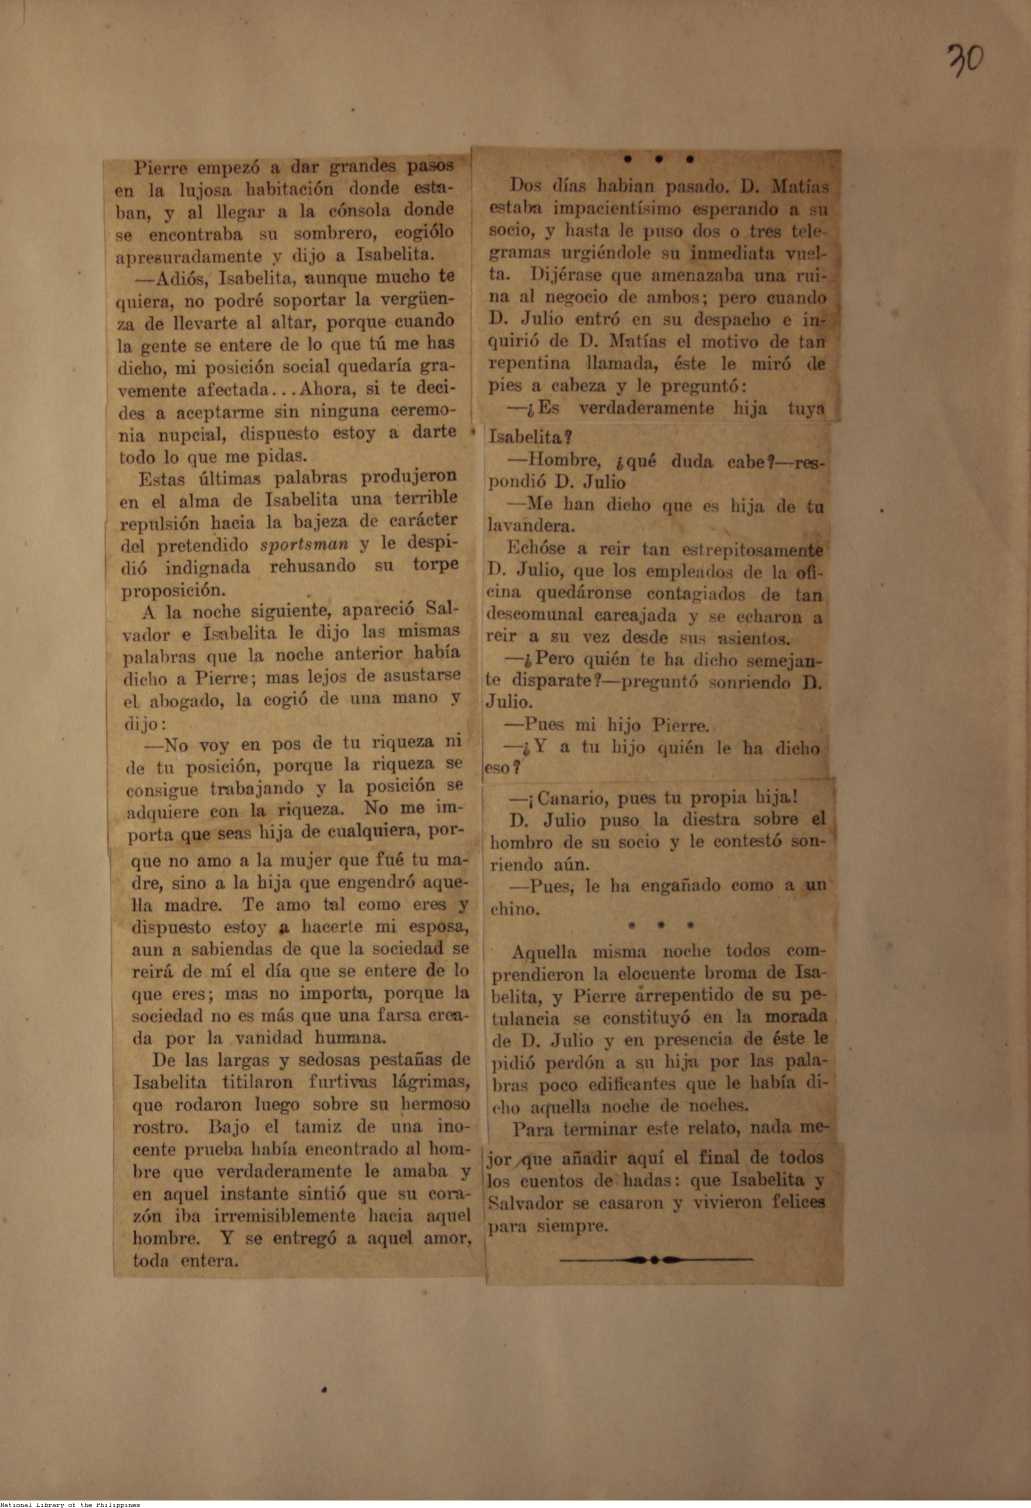 30
Pierre empezó a dar grandes pasos
en la lujosa habitación donde esta-
ban, y al llegar a la cónsola donde
se encontraba su sombrero, cogiólo
apresuradamente y dijo a Isabelita.
—Adiós, Isabelita, aunque mucho te
quiera, no podré soportar la vergüen-
za de llevarte al altar, porque cuando
la gente se entere de lo que tú me has
dicho, mi posición social quedaría gra-
vemente afectada...Ahora, si te deci-
des a aceptarme sin ninguna ceremo-
nia nupcial, dispuesto estoy a darte
todo lo que me pidas.
Estas últimas palabras produjeron
en el alma de Isabelita una terrible
repulsión hacia la bajeza de carácter
del pretendido sportsman y le despi-
dió indignada rehusando su torpe
proposición.
A la noche siguiente, apareció Sal-
vador e Isabelita le dijo las mismas
palabras que la noche anterior había
dicho a Pierre; mas lejos de asustarse
el abogado, la cogió de una mano y
dijo:
—No voy en pos de tu riqueza ni
de tu posición, porque la riqueza se
consigue trabajando y la posición se
adquiere con la riqueza. No me im-
porta que seas hija de cualquiera, por-
que no amo a la mujer que fué tu ma-
dre, sino a la hija que engendró aque-
lla madre. Te amo tal como eres y
dispuesto estoy a hacerte mi esposa,
aun a sabiendas de que la sociedad se
reirá de mí el día que se entere de lo
que eres; mas no importa, porque la
sociedad no es más que una farsa crea-
da por la vanidad humana.
De las largas y sedosas pestañas de
Isabelita titilaron furtivas lágrimas,
que rodaron luego sobre su hermoso
rostro. Bajo el tamiz de una ino-
cente prueba había encontrado al hom-
bre que verdaderamente le amaba y
en aquel instante sintió que su cora-
zón iba irremisiblemente hacia aquel
hombre. Y se entregó a aquel amor,
toda entera.
• • •
Dos días habian pasado. D. Matías
estaba impacientísimo esperando a su
socio, y hasta le puso dos o tres tele-
gramas urgiéndole su inmediata vuel-
ta. Dijérase que amenazaba una rui-
na al negocio de ambos; pero cuando
D. Julio entró en su despacho e in-
quirió de D. Matías el motivo de tan
repentina llamada, éste le miró de
pies a cabeza y le preguntó:
—¿Es verdaderamente hija tuya
Isabelita?
—Hombre, ¿qué duda cabe?—res-
pondió D. Julio
—Me han dicho que es hija de tu
lavandera.
Echóse a reir tan estrepitosamente
D. Julio, que los empleados de la ofi-
cina quedáronse contagiados de tan
descomunal carcajada y se echaron a
reir a su vez desde sus asientos.
—¿Pero quién te ha dicho semejan-
te disparate?—preguntó sonriendo D.
Julio.
—Pues mi hijo Pierre.
—¿Y a tu hijo quién le ha dicho
eso?
—¡Canario, pues tu propia hija!
D. Julio puso la diestra sobre el
hombro de su socio y le contestó son-
riendo aún.
—Pues, le ha engañado como a un
chino.
• • •
Aquella misma noche todos com-
prendieron la elocuente broma de Isa-
belita, y Pierre arrepentido de su pe-
tulancia se constituyó en la morada
de D. Julio y en presencia de éste le
pidió perdón a su hija por las pala-
bras poco edificantes que le había di-
cho aquella noche de noches.
Para terminar este relato, nada me-
jor que añadir aquí el final de todos
los cuentos de hadas: que Isabelita y
Salvador se casaron y vivieron felices
para siempre.
National Library of the Philippines